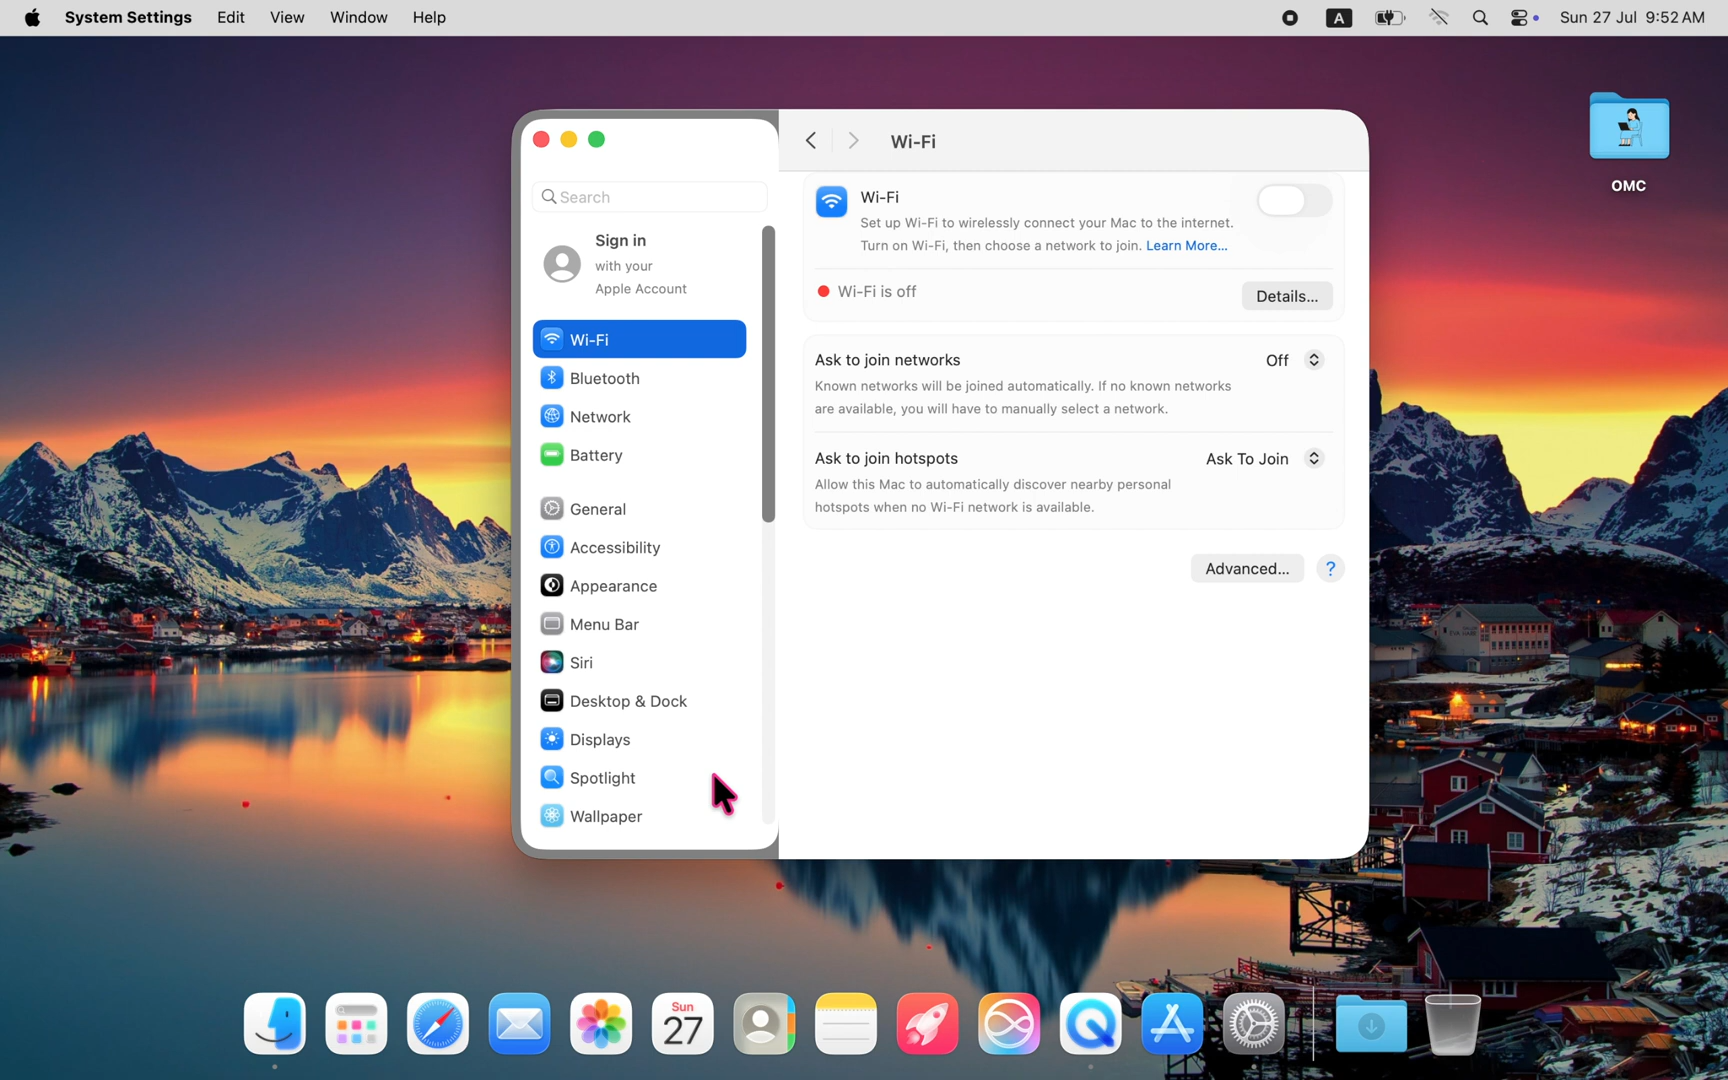 System Settings Edit View Window Help
A Sun 27 Jul 9:52 AM
OMC
Wi-Fi
Search
Sign in
with your
Apple Account
Wi-Fi
Bluetooth
Network
Battery
General
Accessibility
Appearance
Menu Bar
Siri
Desktop & Dock
Displays
Spotlight
Wallpaper
Wi-Fi
Set up Wi-Fi to wirelessly connect your Mac to the internet.
Turn on Wi-Fi, then choose a network to join. Learn More...
Wi-Fi is off
Details...
Ask to join networks Off
Known networks will be joined automatically. If no known networks
are available, you will have to manually select a network.
Ask to join hotspots Ask To Join
Allow this Mac to automatically discover nearby personal
hotspots when no Wi-Fi network is available.
Advanced... ?
Sun
27